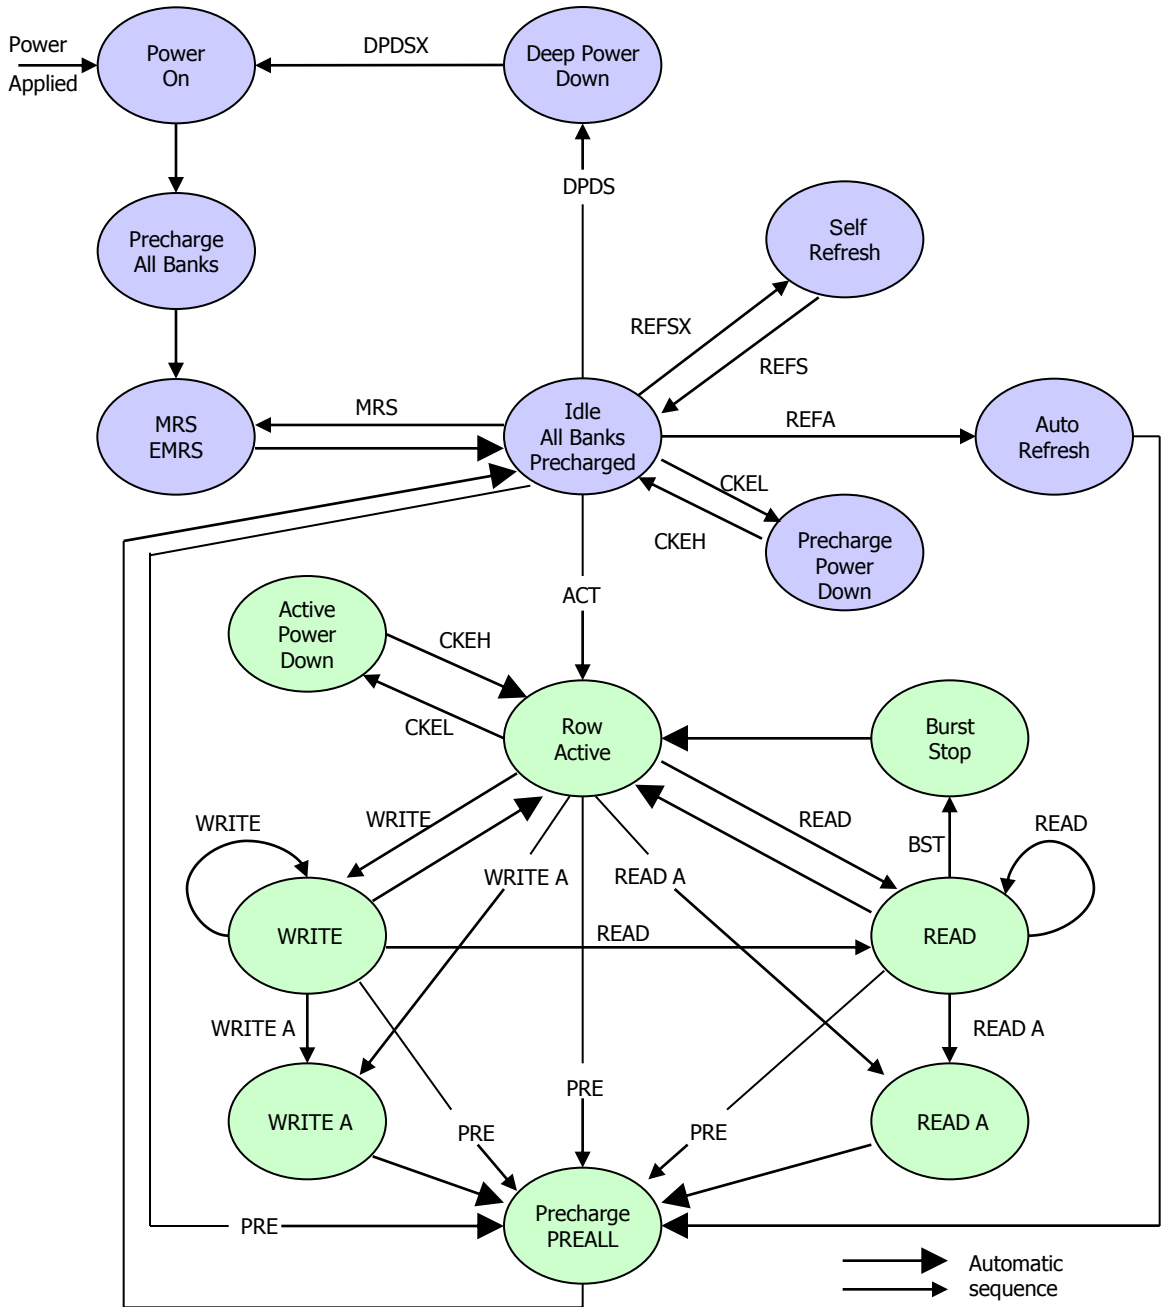 Power
Applied
Power
On
DPDSX
Deep Power
Down
DPDS
Precharge
All Banks
Self
Refresh
REFSX
REFS
MRS
EMRS
MRS
Idle
All Banks
Precharged
REFA
Auto
Refresh
CKEL
CKEH
Precharge
Power
Down
ACT
Active
Power
Down
CKEH
CKEL
Row
Active
Burst
Stop
WRITE
WRITE
READ
BST
READ
WRITE A
READ A
WRITE
READ
READ
WRITE A
READ A
PRE
WRITE A
PRE
PRE
READ A
PRE
Precharge
PREALL
Automatic
sequence